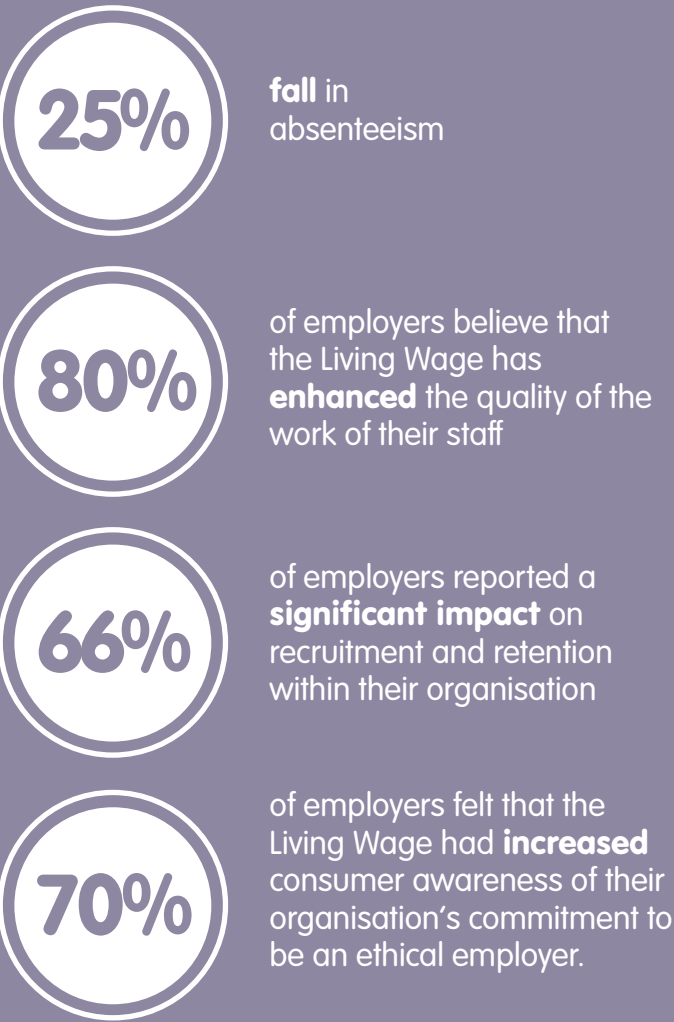 25%
fall in
absenteeism
80%
of employers believe that
the Living Wage has
enhanced the quality of the
work of their staff
66%
of employers reported a
significant impact on
recruitment and retention
within their organisation
70%
of employers felt that the
Living Wage had increased
consumer awareness of their
organisation’s commitment to
be an ethical employer.